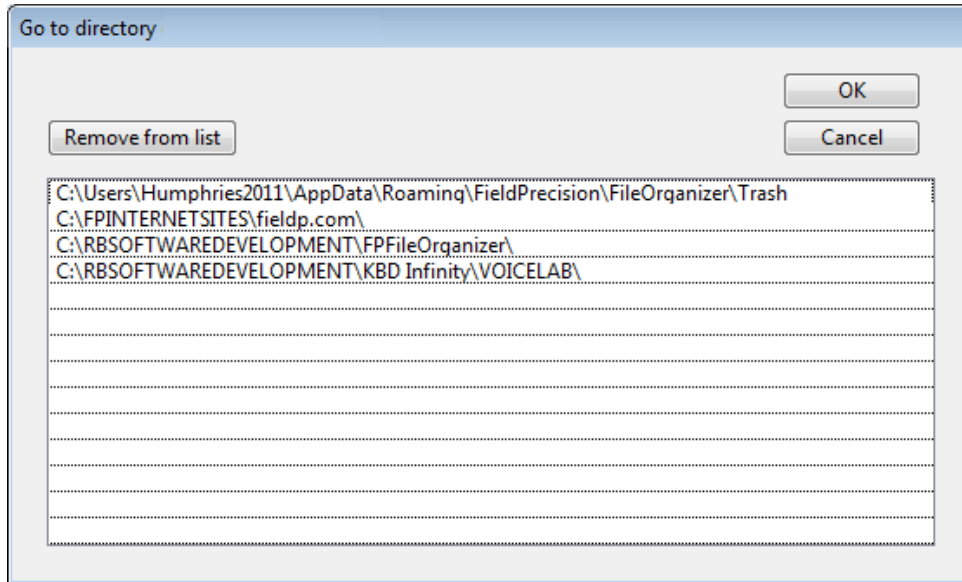 Go to directory
OK
Remove from list
Cancel
C:\Users\Humphries2011\AppData\Roaming\FieldPrecision\FileOrganizer\Trash
C:\FPINTERNETSITES\fieldp.com\
C:\RBSOFTWAREDEVELOPMENT\FPFileOrganizer\
C:\RBSOFTWAREDEVELOPMENT\KBD Infinity\VOICELAB\